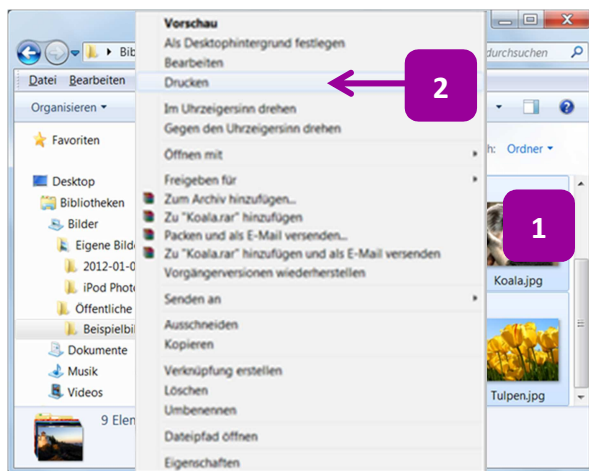 Vorschau
Als Desktophintergrund festlegen
Bearbeiten
Drucken
Im Uhrzeigersinn drehen
Gegen den Uhrzeigersinn drehen
Öffnen mit
Freigeben für
Zum Archiv hinzufügen...
Zu "Koala.rar" hinzufügen
Packen und als E-Mail versenden...
Zu "Koala.rar" hinzufügen und als E-Mail versenden
Vorgängerversionen wiederherstellen
Senden an
Ausschneiden
Kopieren
Verknüpfung erstellen
Löschen
Umbenennen
Dateipfad öffnen
Eigenschaften
2
1
Bib
durchsuchen
Datei Bearbeiten
Organisieren
Favoriten
h: Ordner
Desktop
Bibliotheken
Bilder
Eigene Bild
2012-01-0
iPod Phot
Öffentliche
Beispielbi
Dokumente
Musik
Videos
9 Elen
Koala.jpg
Tulpen.jpg